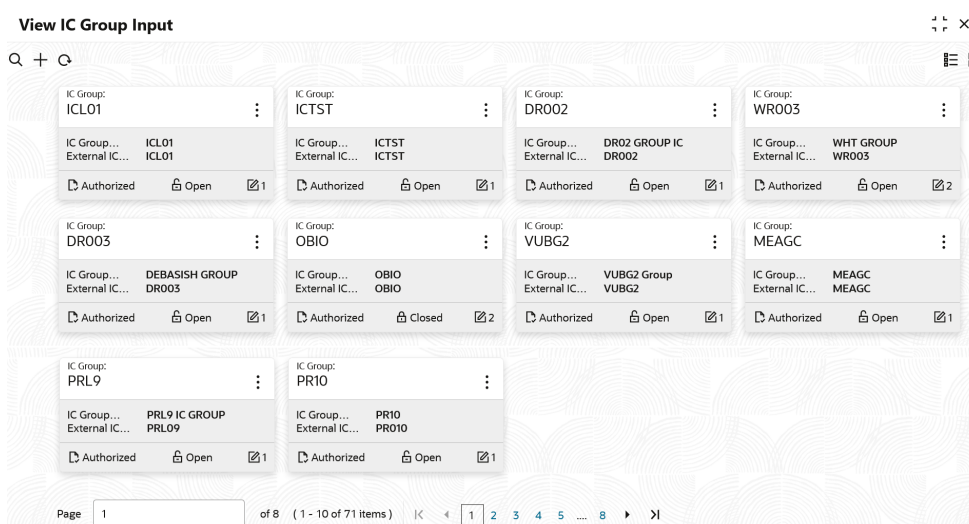 View IC Group Input
IC Group:
ICL01
IC Group... ICL01
External IC... ICL01
Authorized Open 1
IC Group:
ICTST
IC Group... ICTST
External IC... ICTST
Authorized Open 1
IC Group:
DR002
IC Group... DR02 GROUP IC
External IC... DR002
Authorized Open 1
IC Group:
WR003
IC Group... WHT GROUP
External IC... WR003
Authorized Open 2
IC Group:
DR003
IC Group... DEBASISH GROUP
External IC... DR003
Authorized Open 1
IC Group:
OBIO
IC Group... OBIO
External IC... OBIO
Authorized Closed 2
IC Group:
VUBG2
IC Group... VUBG2 Group
External IC... VUBG2
Authorized Open 1
IC Group:
MEAGC
IC Group... MEAGC
External IC... MEAGC
Authorized Open 1
IC Group:
PRL9
IC Group... PRL9 IC GROUP
External IC... PRL09
Authorized Open 1
IC Group:
PR10
IC Group... PR10
External IC... PR010
Authorized Open 1
Page 1 of 8 (1 - 10 of 71 items) 1 2 3 4 5 .... 8